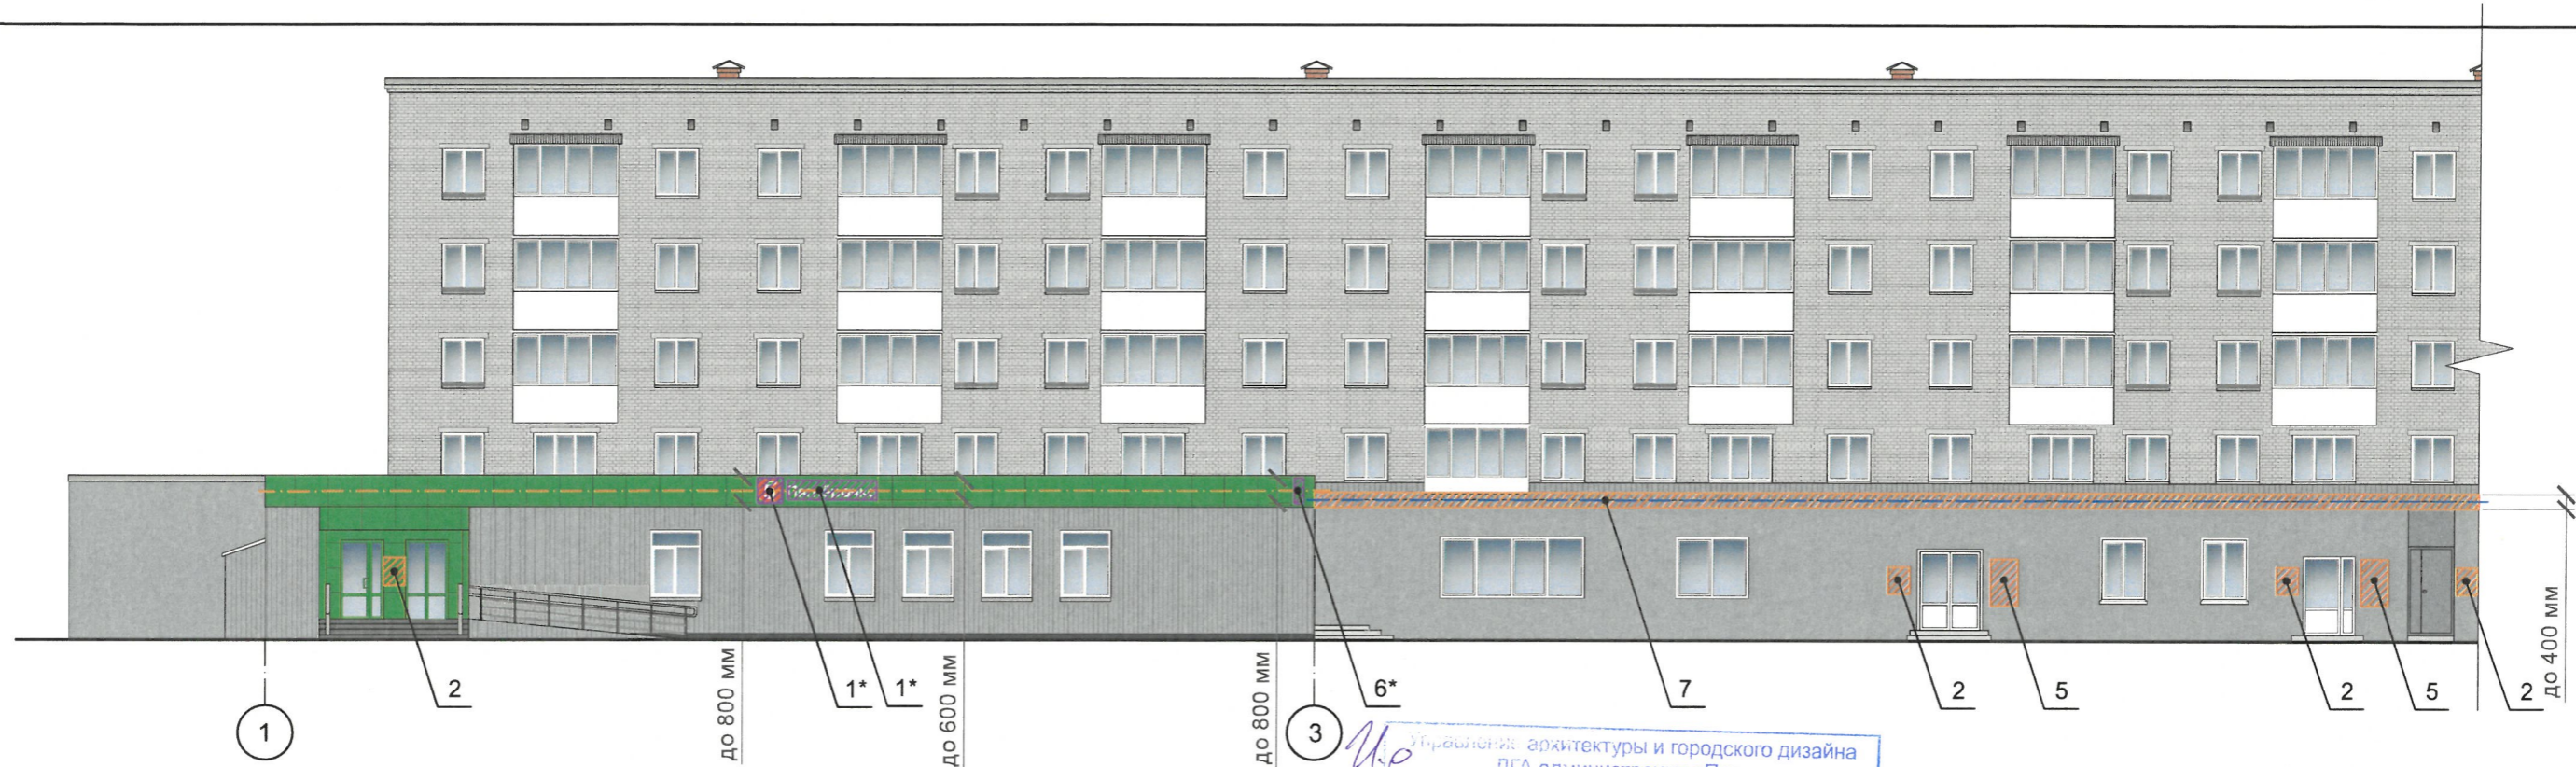 2
1*
1*
6*
7
2
5
2
5
2
до 800 мм
до 600 мм
до 800 мм
до 400 мм
1
3
архитектуры и городского дизайна